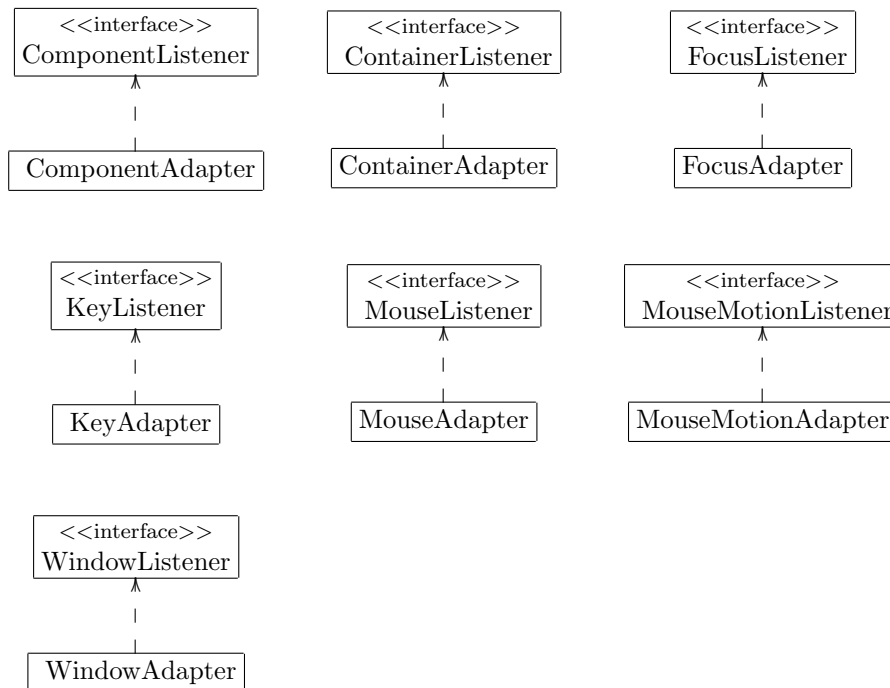 <<interface>>
ComponentListener
<<interface>>
ContainerListener
<<interface>>
FocusListener
ComponentAdapter
ContainerAdapter
FocusAdapter
<<interface>>
KeyListener
<<interface>>
MouseListener
<<interface>>
MouseMotionListener
KeyAdapter
MouseAdapter
MouseMotionAdapter
<<interface>>
WindowListener
WindowAdapter